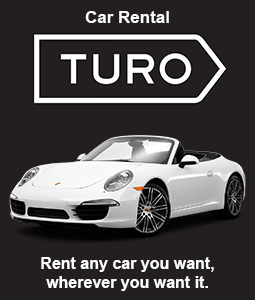 Car Rental
TURO
Rent any car you want,
wherever you want it.